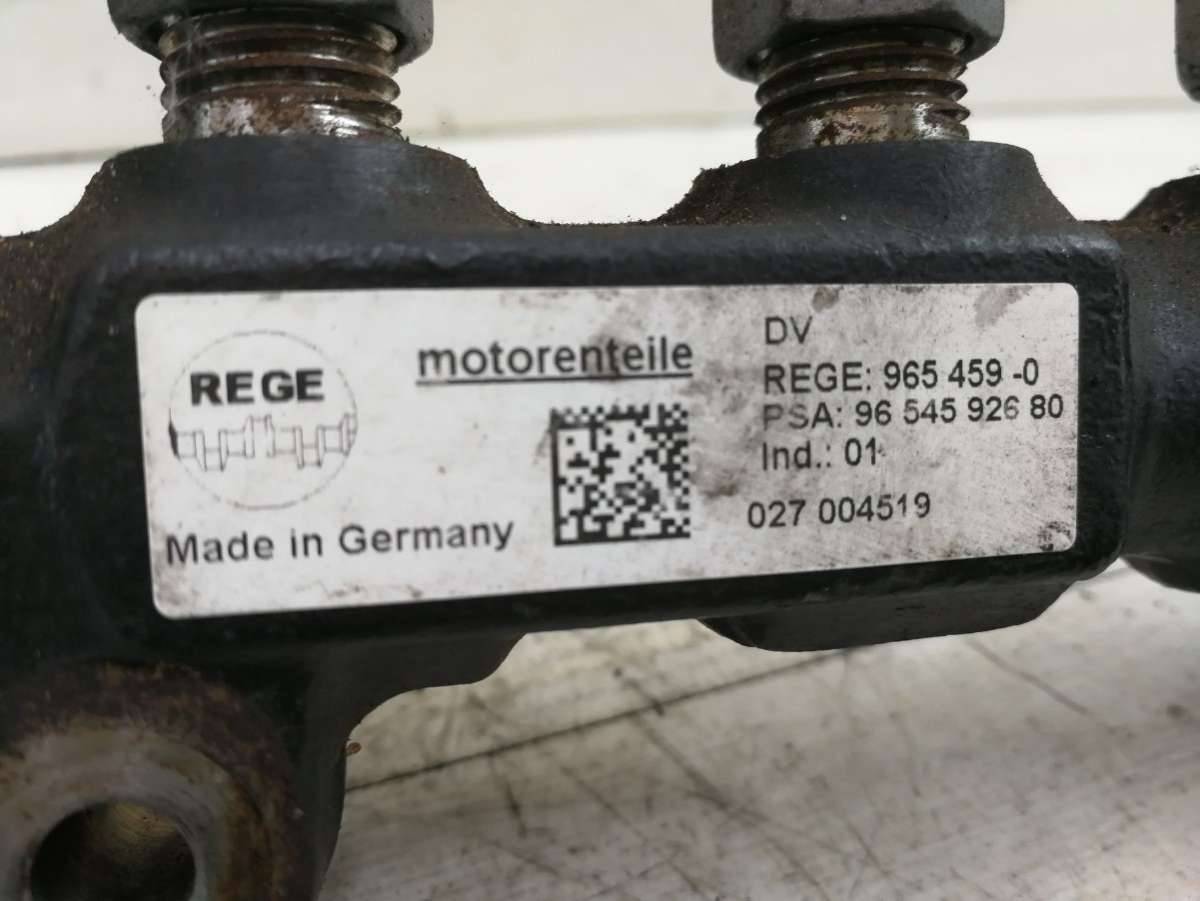 REGE
Made in Germany
motorenteile
DV
REGE: 965 459 -0
PSA: 96 545 926 80
Ind.: 01
027 004519